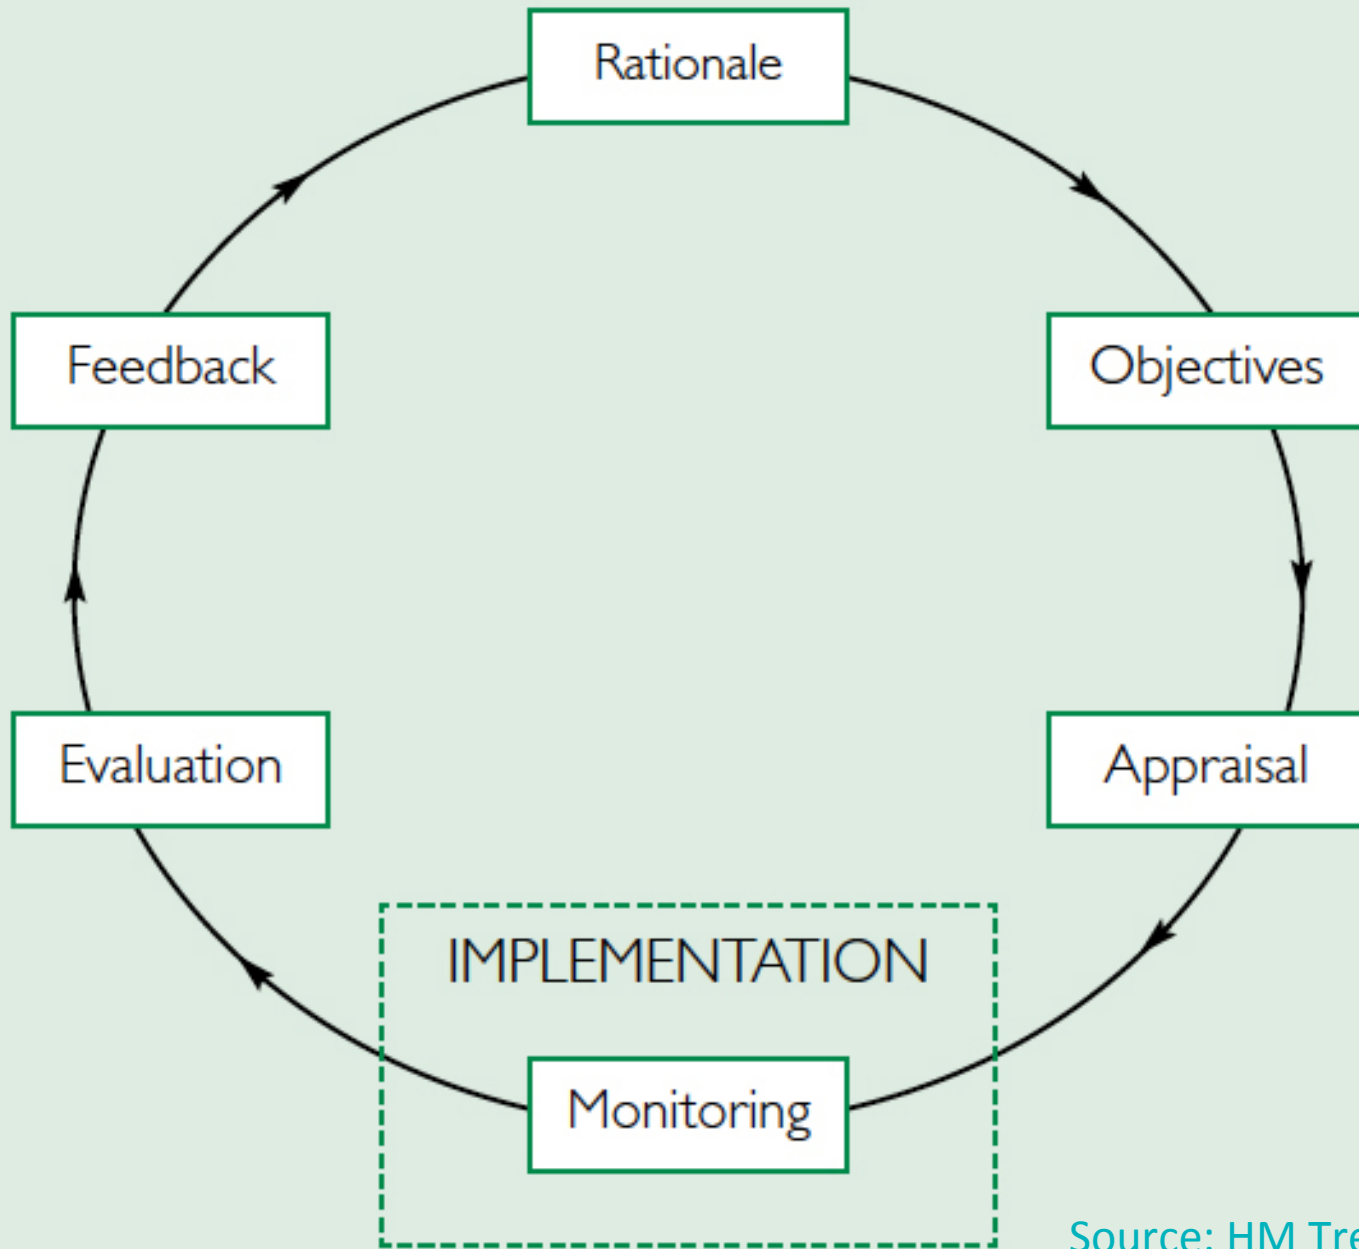 Rationale
Objectives
Appraisal
IMPLEMENTATION
Monitoring
Evaluation
Feedback
Source: HM